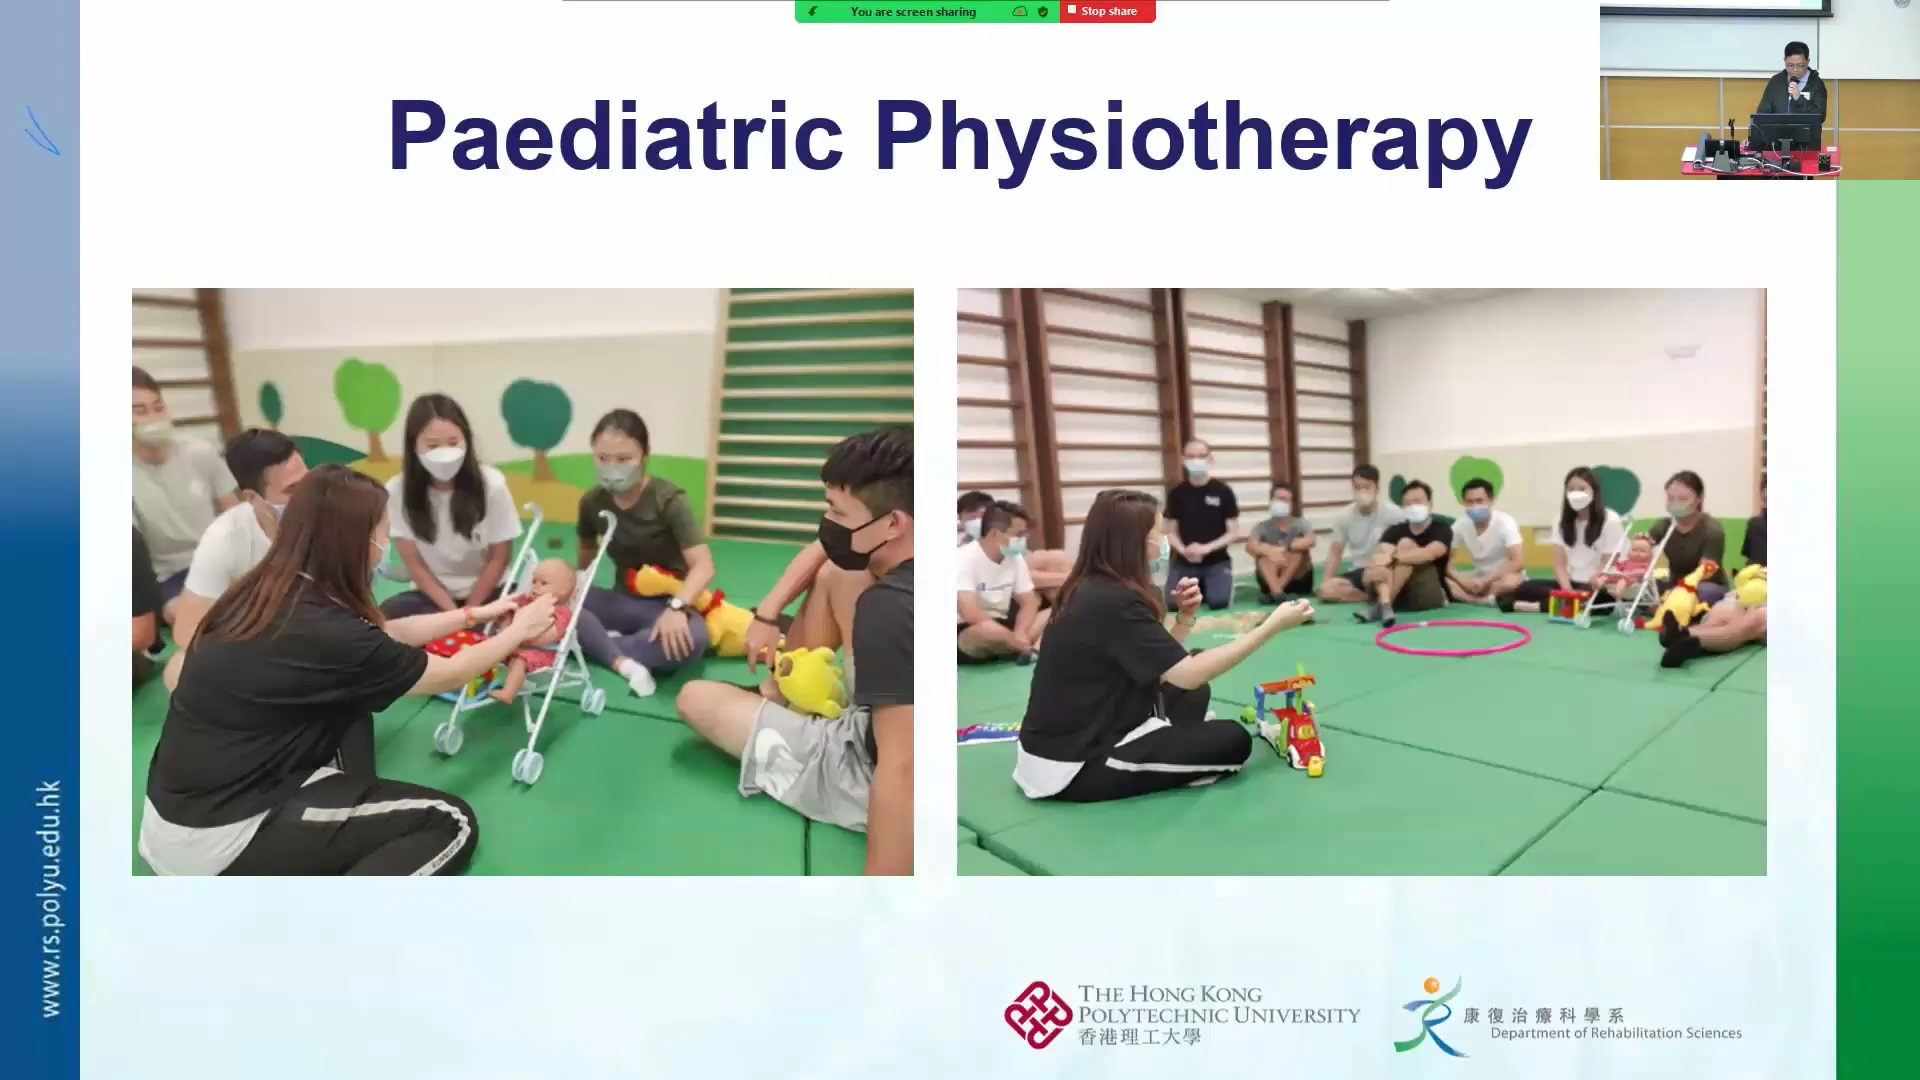 You are screen sharing
Stop share
Paediatric Physiotherapy
www.rs.polyu.edu.hk
THE HONG KONG
POLYTECHNIC UNIVERSITY
香港理工大學
康復治療科學系
Department of Rehabilitation Sciences